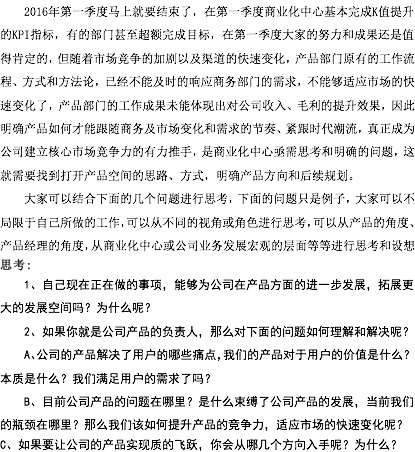 2016年第一季度马上就要结束了，在第一季度商业化中心基本完成K值提升
的KPI指标，有的部门甚至超额完成目标，在第一季度大家的努力和成果还是值
得肯定的，但随着市场竞争的加剧以及渠道的快速变化，产品部门原有的工作流
程、方式和方法论，已经不能及时的响应商务部门的需求，不能够适应市场的快
速变化了，产品部门的工作成果未能体现出对公司收入、毛利的提升效果，因此
明确产品如何才能跟随商务及市场变化和需求的节奏、紧跟时代潮流，真正成为
公司建立核心市场竞争力的有力推手，是商业化中心亟需思考和明确的问题，这
就需要找到打开产品空间的思路、方式，明确产品方向和后续规划。
大家可以结合下面的几个问题进行思考，下面的问题只是例子，大家可以不
局限于自己所做的工作，可以从不同的视角或角色进行思考，可以从产品的角度、
产品经理的角度，从商业化中心或公司业务发展宏观的层面等等进行思考和设想
思考：
1、自己现在正在做的事项，能够为公司在产品方面的进一步发展，拓展更
大的发展空间吗？为什么呢？
2、如果你就是公司产品的负责人，那么对下面的问题如何理解和解决呢？
A、公司的产品解决了用户的哪些痛点，我们的产品对于用户的价值是什么？
本质是什么？我们满足用户的需求了吗？
B、目前公司产品的问题在哪里？是什么束缚了公司产品的发展，当前我们
的瓶颈在哪里？那么我们该如何提升产品的竞争力，适应市场的快速变化呢？
C、如果要让公司的产品实现质的飞跃，你会从哪几个方向入手呢？为什么？